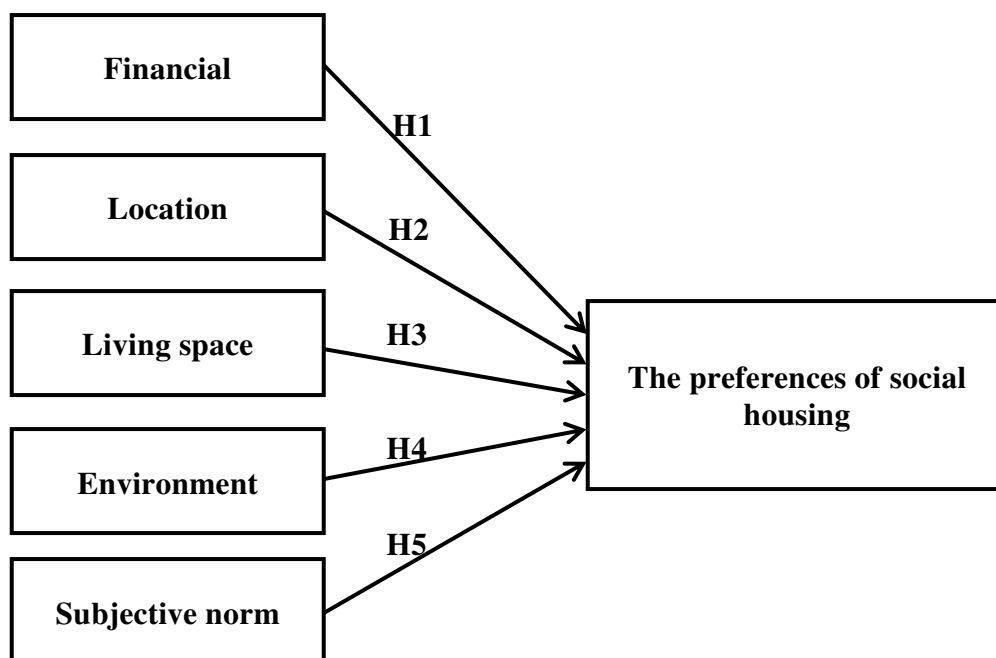 Financial
H1
Location
H2
Living space
H3
The preferences of social
housing
H4
Environment
H5
Subjective norm